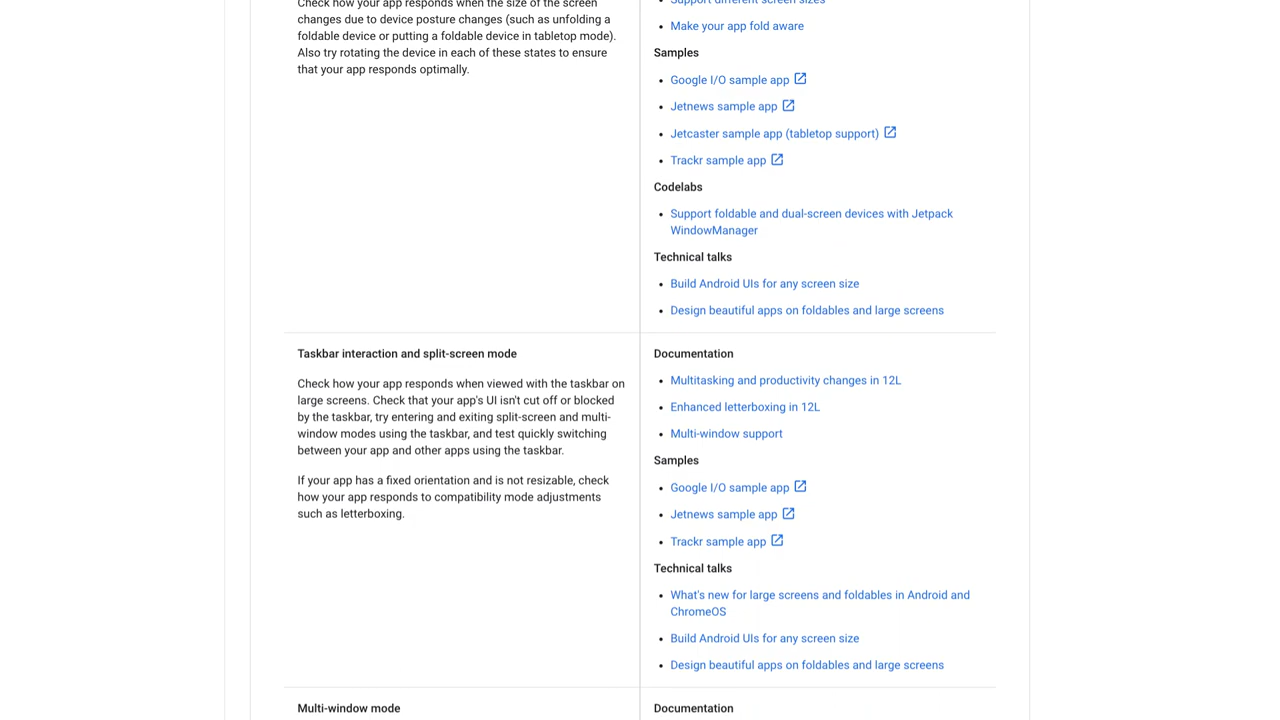 Check how your app responds when the size of the screen
changes due to device posture changes (such as unfolding a
foldable device or putting a foldable device in tabletop mode).
Also try rotating the device in each of these states to ensure
that your app responds optimally.
Support different screen sizes
Make your app fold aware
Samples
Google I/O sample app
Jetnews sample app
Jetcaster sample app (tabletop support)
Trackr sample app
Codelabs
Support foldable and dual-screen devices with Jetpack
WindowManager
Technical talks
Build Android UIs for any screen size
Design beautiful apps on foldables and large screens
Taskbar interaction and split-screen mode
Check how your app responds when viewed with the taskbar on
large screens. Check that your app's UI isn't cut off or blocked
by the taskbar, try entering and exiting split-screen and multi-
window modes using the taskbar, and test quickly switching
between your app and other apps using the taskbar.
If your app has a fixed orientation and is not resizable, check
how your app responds to compatibility mode adjustments
such as letterboxing.
Documentation
Multitasking and productivity changes in 12L
Enhanced letterboxing in 12L
Multi-window support
Samples
Google I/O sample app
Jetnews sample app
Trackr sample app
Technical talks
What's new for large screens and foldables in Android and
ChromeOS
Build Android UIs for any screen size
Design beautiful apps on foldables and large screens
Multi-window mode
Documentation